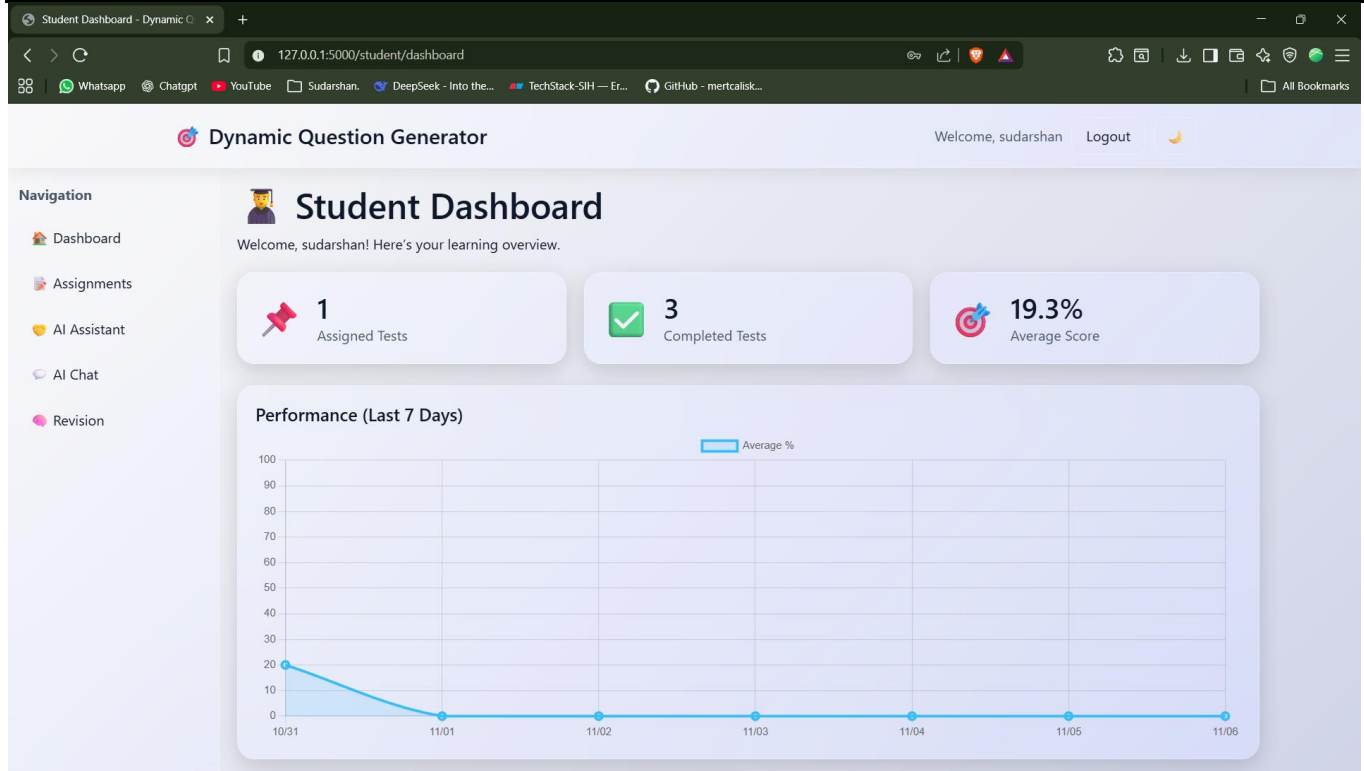 Student Dashboard - Dynamic Q
127.0.0.1:5000/student/dashboard
Whatsapp Chatgpt YouTube Sudarshan. DeepSeek - Into the... TechStack-SIH — Er... GitHub - mertcalisk... All Bookmarks
Dynamic Question Generator
Welcome, sudarshan Logout
Navigation
Dashboard
Assignments
AI Assistant
AI Chat
Revision
Student Dashboard
Welcome, sudarshan! Here's your learning overview.
1
Assigned Tests
3
Completed Tests
19.3%
Average Score
Performance (Last 7 Days)
Average %
100
90
80
70
60
50
40
30
20
10
0
10/31 11/01 11/02 11/03 11/04 11/05 11/06